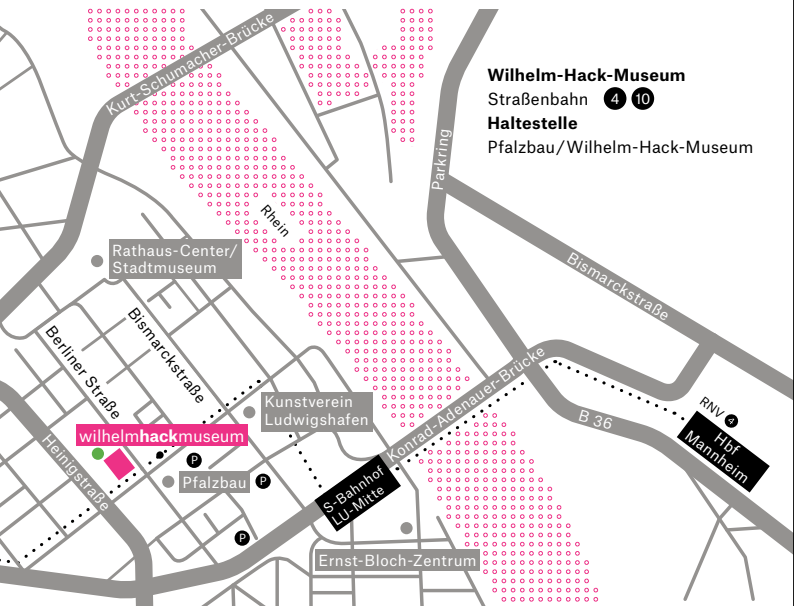 Kurt-Schumacher-Brücke
Wilhelm-Hack-Museum
Straßenbahn 4 10
Haltestelle
Pfalzbau/Wilhelm-Hack-Museum
Parkring
Rhein
Rathaus-Center/
Stadtmuseum
Bismarckstraße
Bismarckstraße
Berliner Straße
Konrad-Adenauer-Brücke
Kunstverein
Ludwigshafen
RNV 4
B 36
Hbf
Mannheim
wilhelmhackmuseum
Heinigstraße
P
Pfalzbau P
S-Bahnhof
LU-Mitte
P
Ernst-Bloch-Zentrum